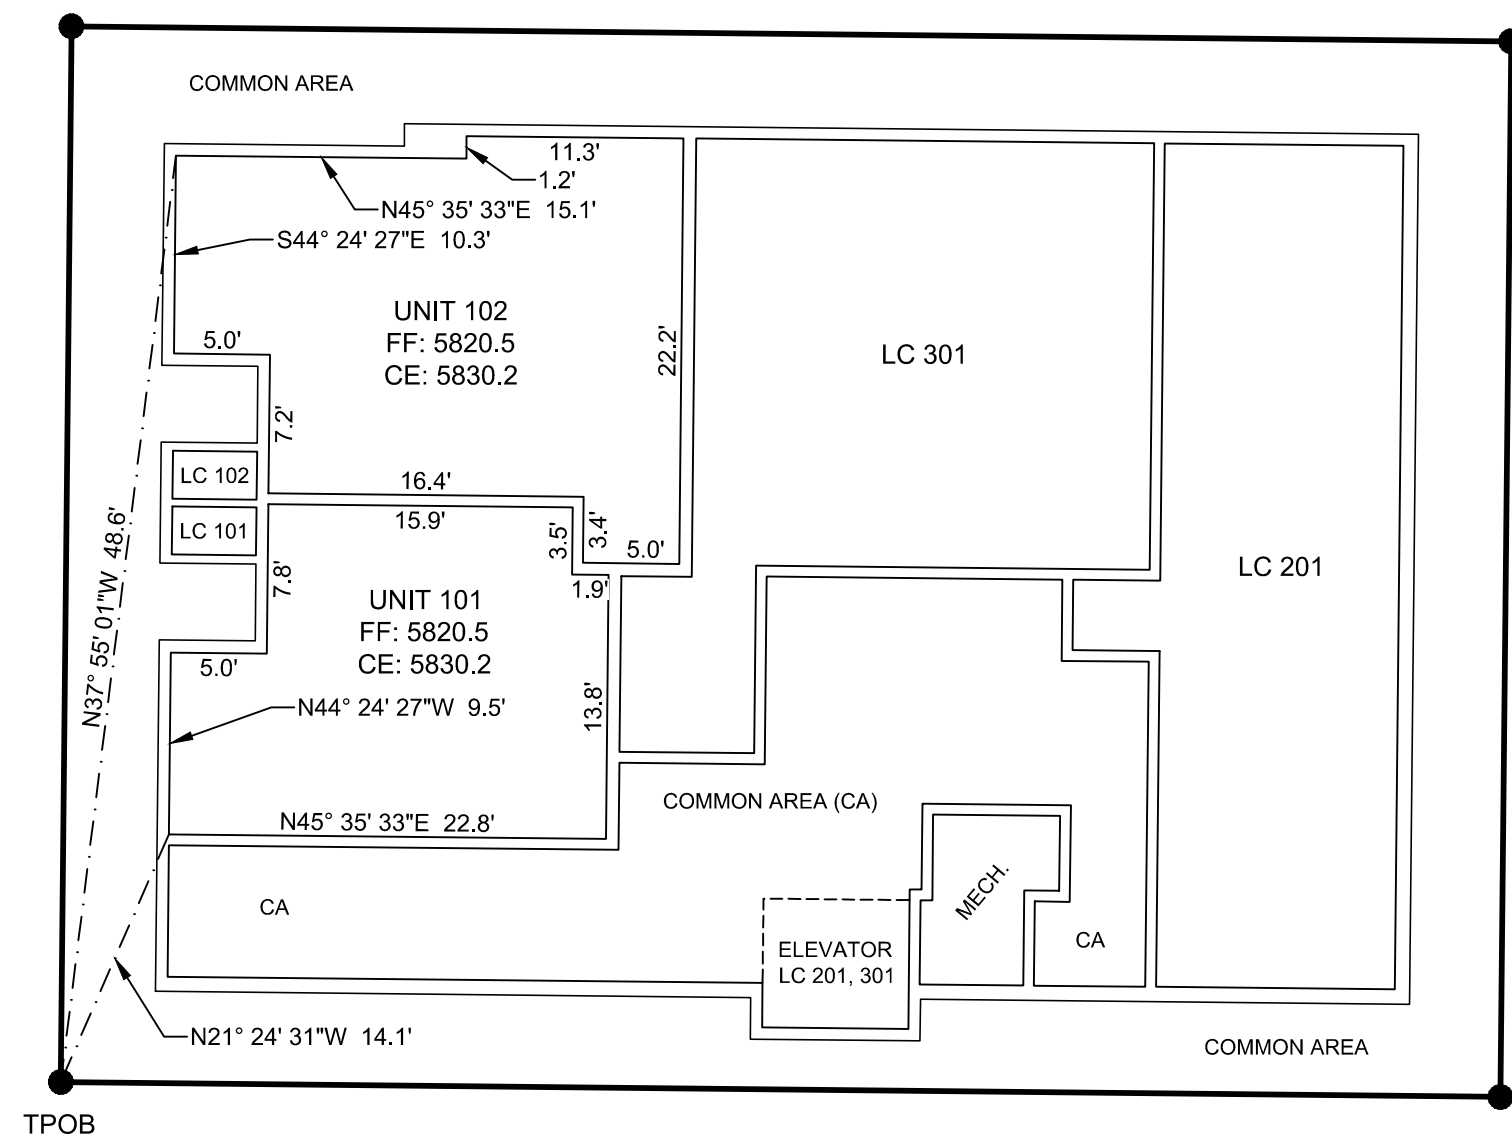 COMMON AREA
11.3'
1.2'
N45° 35' 33"E 15.1'
S44° 24' 27"E 10.3'
UNIT 102
FF: 5820.5
CE: 5830.2
5.0'
22.2'
LC 301
7.2'
LC 102
16.4'
LC 101
15.9'
3.5'
3.4'
5.0'
1.9'
N37° 55' 01"W 48.6'
7.8'
UNIT 101
FF: 5820.5
CE: 5830.2
LC 201
5.0'
N44° 24' 27"W 9.5'
13.8'
N45° 35' 33"E 22.8'
COMMON AREA (CA)
MECH.
CA
CA
ELEVATOR
LC 201, 301
N21° 24' 31"W 14.1'
COMMON AREA
TPOB